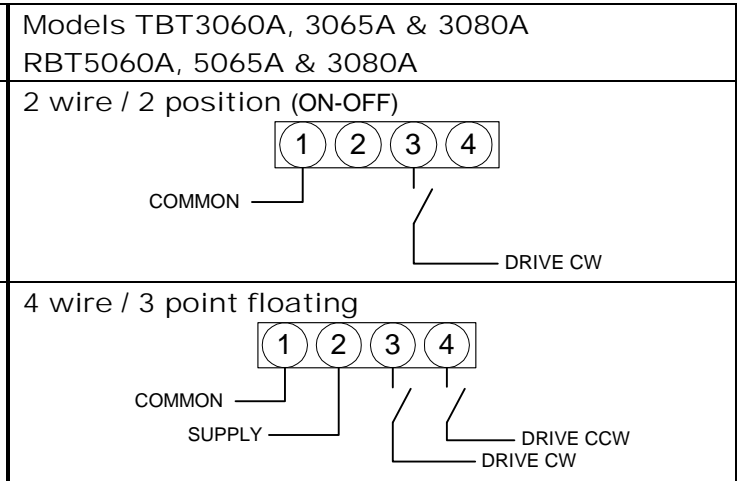 Models TBT3060A, 3065A & 3080A
RBT5060A, 5065A & 3080A
2 wire / 2 position (ON-OFF)
1 2 3 4
COMMON
DRIVE CW
4 wire / 3 point floating
1 2 3 4
COMMON
SUPPLY
DRIVE CCW
DRIVE CW